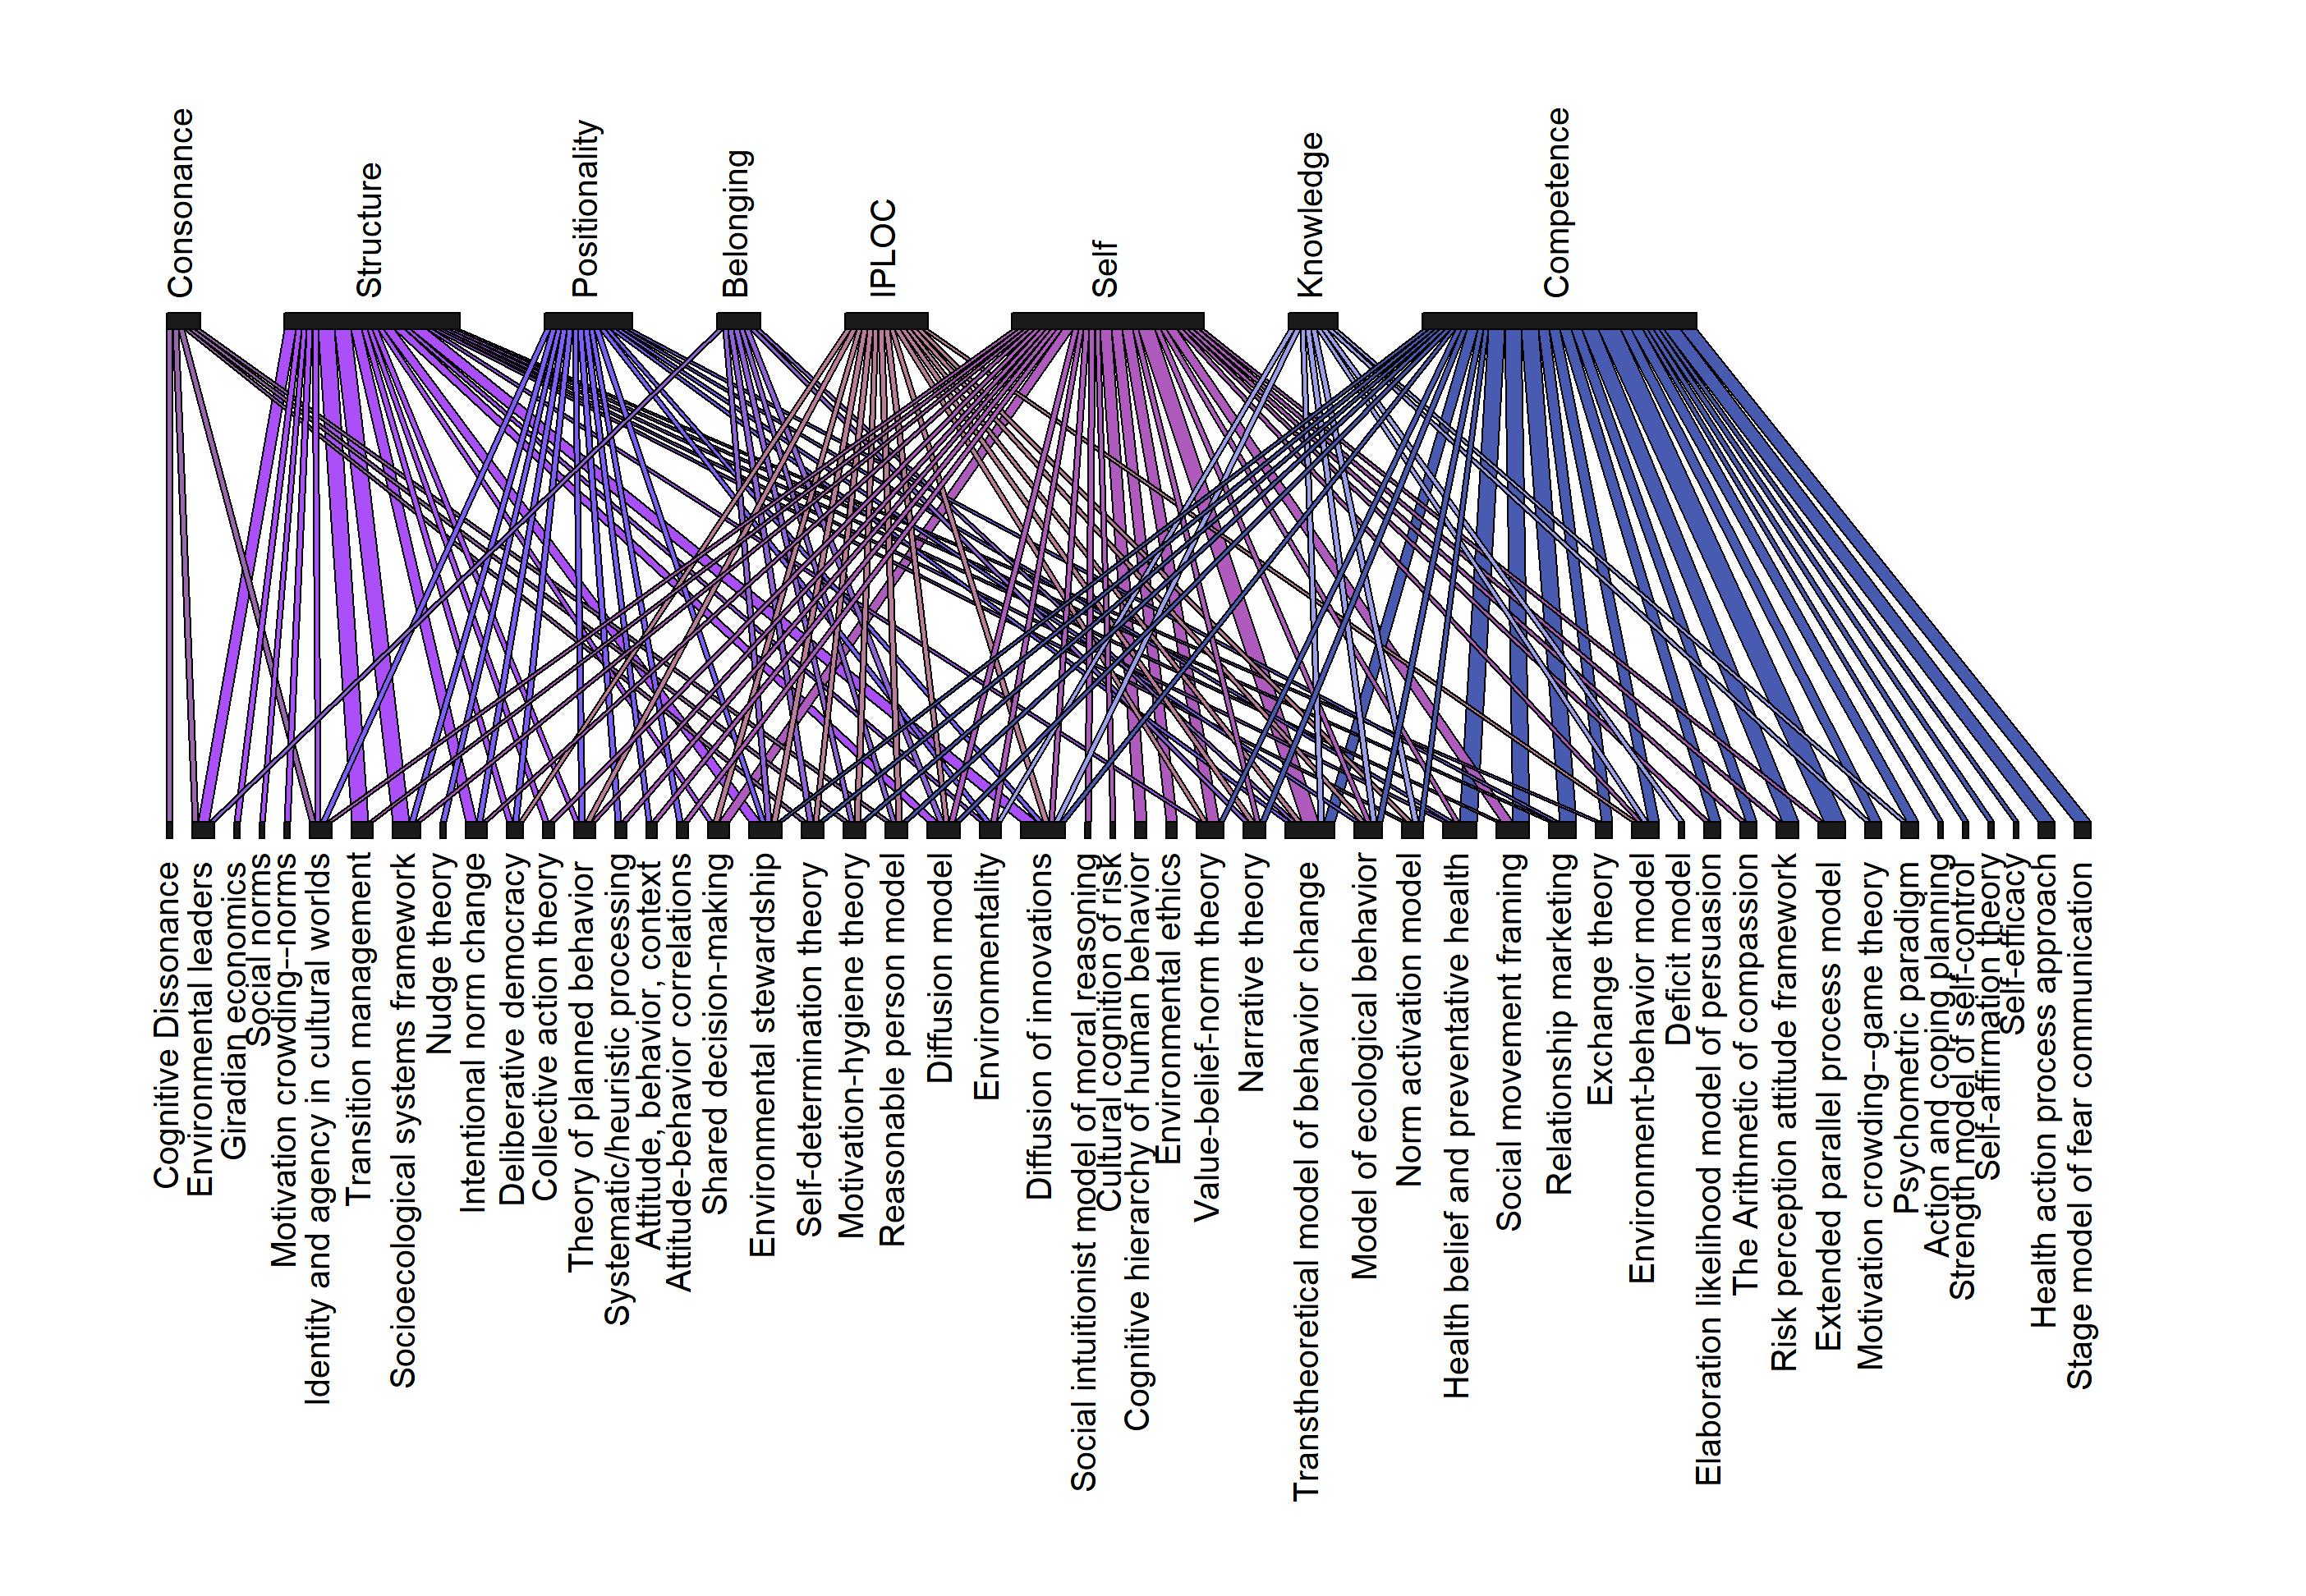 Consonance
Structure
Positionality
Belonging
IPLOC
Self
Knowledge
Competence
Cognitive Dissonance
Environmental leaders
Giradian economics
Social norms
Motivation crowding--norms
Identity and agency in cultural worlds
Transition management
Socioecological systems framework
Nudge theory
Intentional norm change
Deliberative democracy
Collective action theory
Theory of planned behavior
Systematic/heuristic processing
Attitude, behavior, context
Attitude-behavior correlations
Shared decision-making
Environmental stewardship
Self-determination theory
Motivation-hygiene theory
Reasonable person model
Diffusion model
Environmentality
Diffusion of innovations
Social intuitionist model of moral reasoning
Cultural cognition of risk
Cognitive hierarchy of human behavior
Environmental ethics
Value-belief-norm theory
Narrative theory
Transtheoretical model of behavior change
Model of ecological behavior
Norm activation model
Health belief and preventative health
Social movement framing
Relationship marketing
Exchange theory
Environment-behavior model
Deficit model
Elaboration likelihood model of persuasion
The Arithmetic of compassion
Risk perception attitude framework
Extended parallel process model
Motivation crowding--game theory
Psychometric paradigm
Action and coping planning
Strength model of self-control
Self-affirmation theory
Self-efficacy
Health action process approach
Stage model of fear communication